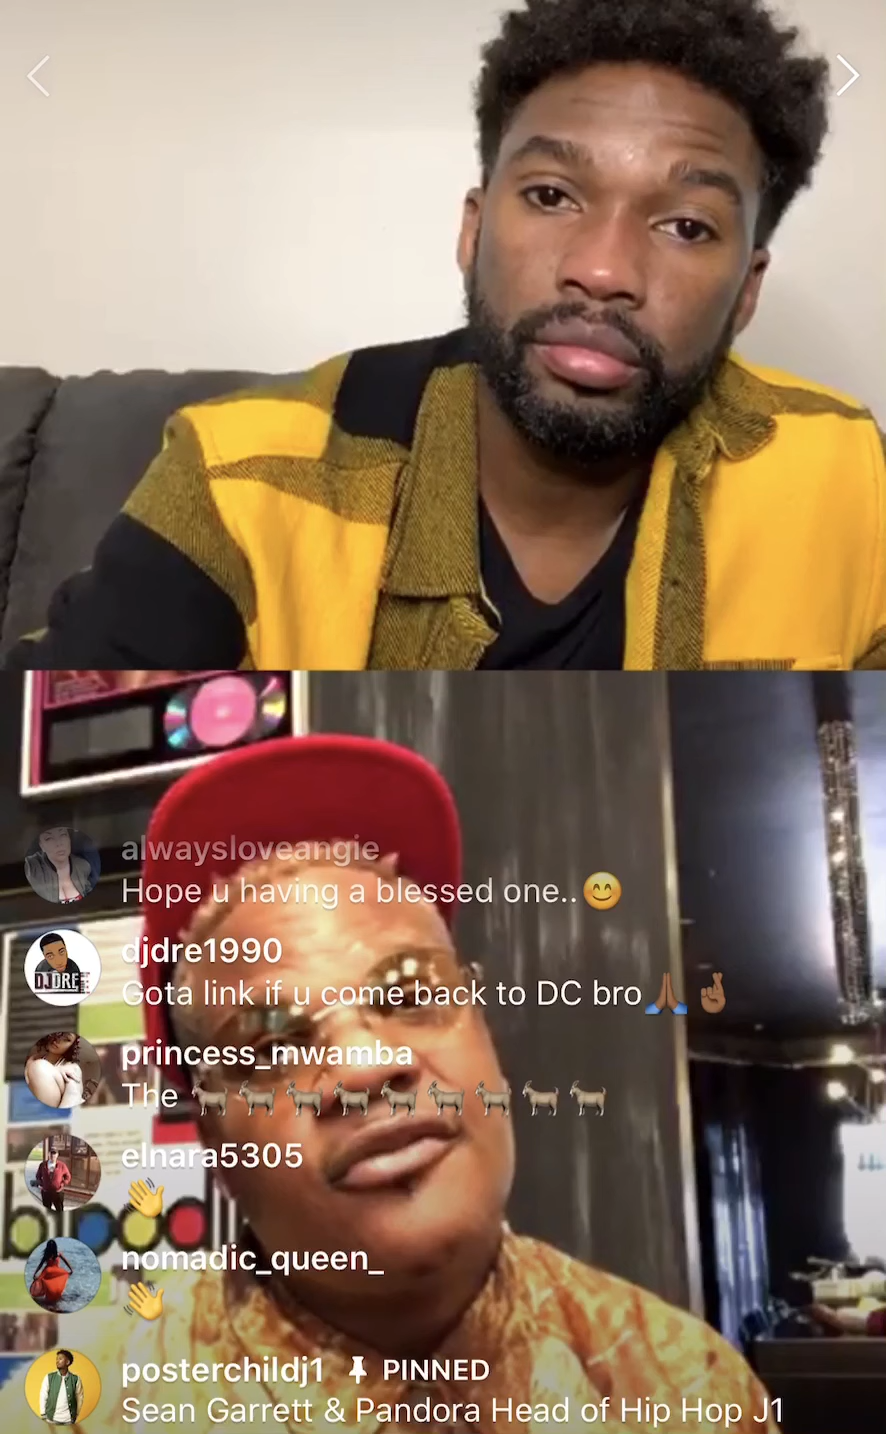 alwaysloveangie
Hope u having a blessed one..😊
djdre1990
DJDRE
Gota link if u come back to DC bro🙏🏾🤞🏾
princess_mwamba
The 🐐🐐🐐🐐🐐🐐🐐🐐🐐
elnara5305
👋
nomadic_queen_
👋
posterchildj1 📌 PINNED
Sean Garrett & Pandora Head of Hip Hop J1